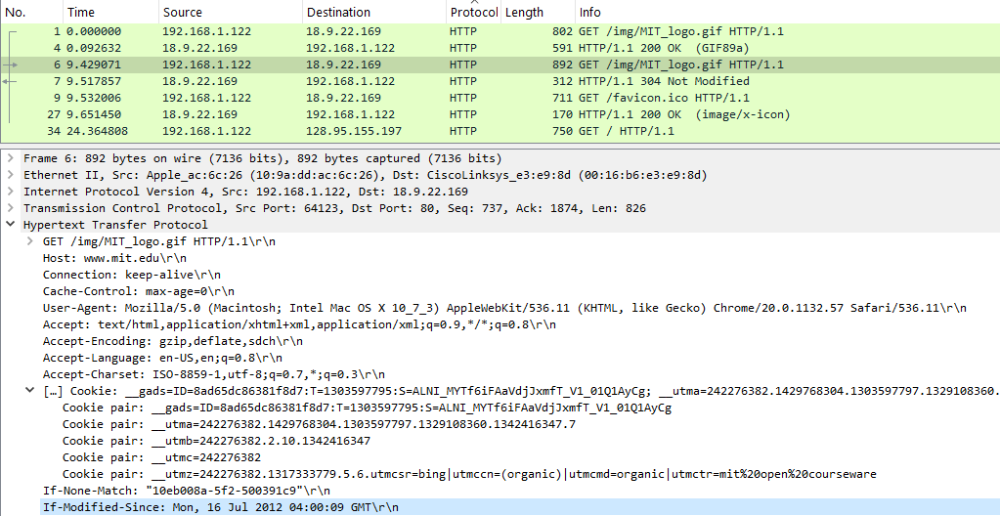 No. Time Source Destination Protocol Length Info
1 0.000000 192.168.1.122 18.9.22.169 HTTP 802 GET /img/MIT_logo.gif HTTP/1.1
4 0.092632 18.9.22.169 192.168.1.122 HTTP 591 HTTP/1.1 200 OK (GIF89a)
6 9.429071 192.168.1.122 18.9.22.169 HTTP 892 GET /img/MIT_logo.gif HTTP/1.1
7 9.517857 18.9.22.169 192.168.1.122 HTTP 312 HTTP/1.1 304 Not Modified
9 9.532006 192.168.1.122 18.9.22.169 HTTP 711 GET /favicon.ico HTTP/1.1
27 9.651450 18.9.22.169 192.168.1.122 HTTP 170 HTTP/1.1 200 OK (image/x-icon)
34 24.364808 192.168.1.122 128.95.155.197 HTTP 750 GET / HTTP/1.1
Frame 6: 892 bytes on wire (7136 bits), 892 bytes captured (7136 bits)
Ethernet II, Src: Apple_ac:6c:26 (10:9a:dd:ac:6c:26), Dst: CiscoLinksys_e3:e9:8d (00:16:b6:e3:e9:8d)
Internet Protocol Version 4, Src: 192.168.1.122, Dst: 18.9.22.169
Transmission Control Protocol, Src Port: 64123, Dst Port: 80, Seq: 737, Ack: 1874, Len: 826
Hypertext Transfer Protocol
GET /img/MIT_logo.gif HTTP/1.1\r\n
Host: www.mit.edu\r\n
Connection: keep-alive\r\n
Cache-Control: max-age=0\r\n
User-Agent: Mozilla/5.0 (Macintosh; Intel Mac OS X 10_7_3) AppleWebKit/536.11 (KHTML, like Gecko) Chrome/20.0.1132.57 Safari/536.11\r\n
Accept: text/html,application/xhtml+xml,application/xml;q=0.9,*/*;q=0.8\r\n
Accept-Encoding: gzip,deflate,sdch\r\n
Accept-Language: en-US,en;q=0.8\r\n
Accept-Charset: ISO-8859-1,utf-8;q=0.7,*;q=0.3\r\n
[…] Cookie: __gads=ID=8ad65dc86381f8d7:T=1303597795:S=ALNI_MYTf6iFAaVdjJxmfT_V1_01Q1AyCg; __utma=242276382.1429768304.1303597797.1329108360.
Cookie pair: __gads=ID=8ad65dc86381f8d7:T=1303597795:S=ALNI_MYTf6iFAaVdjJxmfT_V1_01Q1AyCg
Cookie pair: __utma=242276382.1429768304.1303597797.1329108360.1342416347.7
Cookie pair: __utmb=242276382.2.10.1342416347
Cookie pair: __utmc=242276382
Cookie pair: __utmz=242276382.1317333779.5.6.utmcsr=bing|utmccn=(organic)|utmcmd=organic|utmctr=mit%20open%20courseware
If-None-Match: "10eb008a-5f2-500391c9"\r\n
If-Modified-Since: Mon, 16 Jul 2012 04:00:09 GMT\r\n